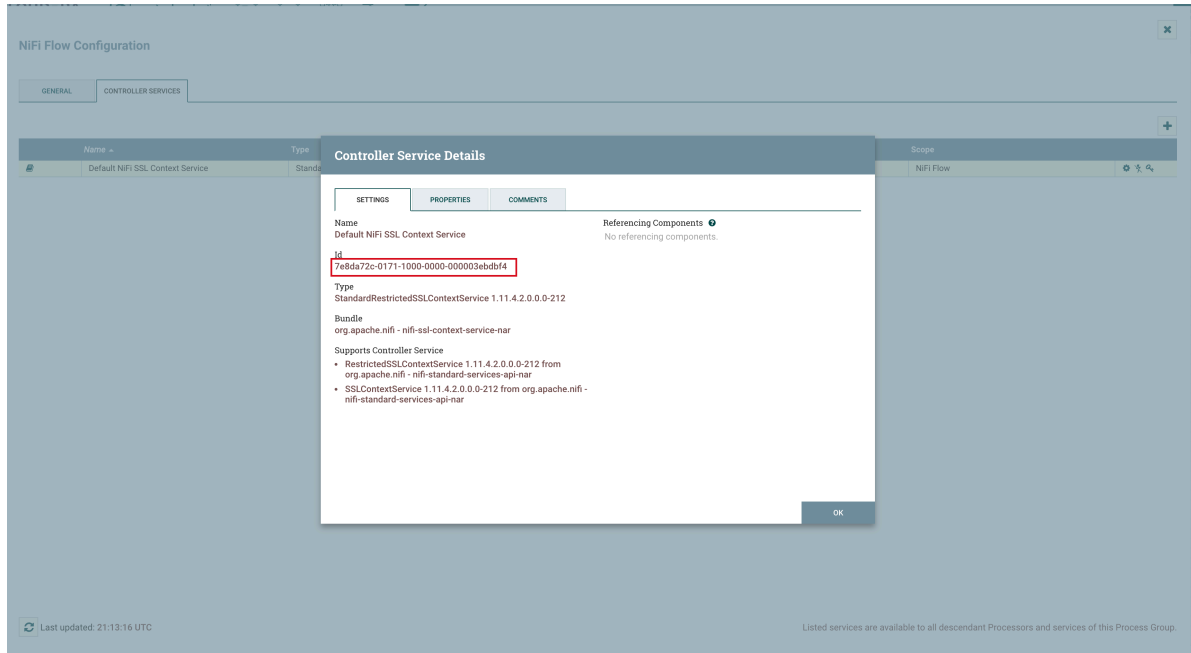 NiFi Flow Configuration
GENERAL
CONTROLLER SERVICES
Name
Type
Scope
Default NiFi SSL Context Service
Standa
NiFi Flow
Controller Service Details
SETTINGS
PROPERTIES
COMMENTS
Name
Default NiFi SSL Context Service
Id
7e8da72c-0171-1000-0000-000003ebdbf4
Type
StandardRestrictedSSLContextService 1.11.4.2.0.0.0-212
Bundle
org.apache.nifi - nifi-ssl-context-service-nar
Supports Controller Service
• RestrictedSSLContextService 1.11.4.2.0.0.0-212 from
org.apache.nifi - nifi-standard-services-api-nar
• SSLContextService 1.11.4.2.0.0.0-212 from org.apache.nifi -
nifi-standard-services-api-nar
Referencing Components
No referencing components.
OK
Last updated: 21:13:16 UTC
Listed services are available to all descendant Processors and services of this Process Group.